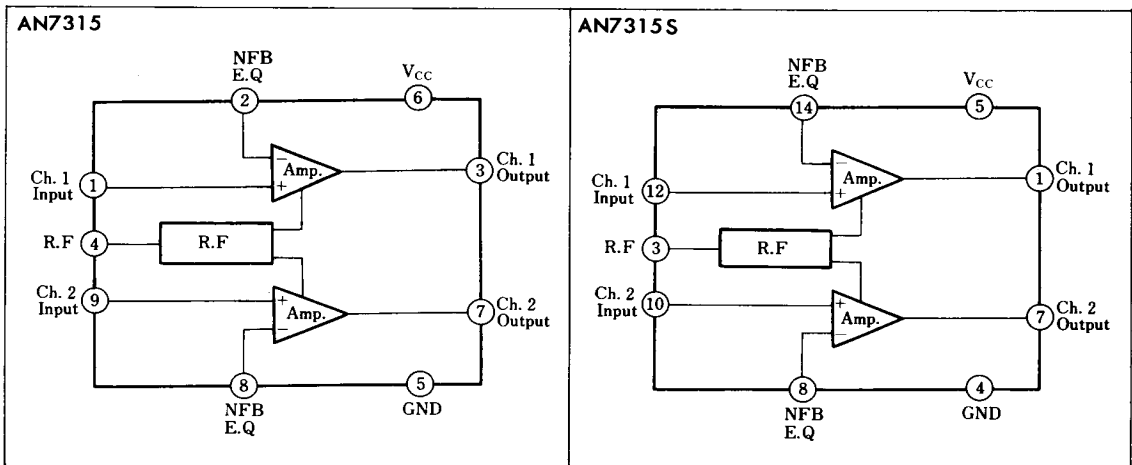 AN7315
NFB
E.Q
2
VCC
6
Ch. 1
Input
1
−
+
Amp.
3
Ch. 1
Output
R.F
4
R.F
Ch. 2
Input
9
+
−
Amp.
7
Ch. 2
Output
8
NFB
E.Q
5
GND
AN7315S
NFB
E.Q
14
VCC
5
Ch. 1
Input
12
−
+
Amp.
1
Ch. 1
Output
R.F
3
R.F
Ch. 2
Input
10
+
−
Amp.
7
Ch. 2
Output
8
NFB
E.Q
4
GND